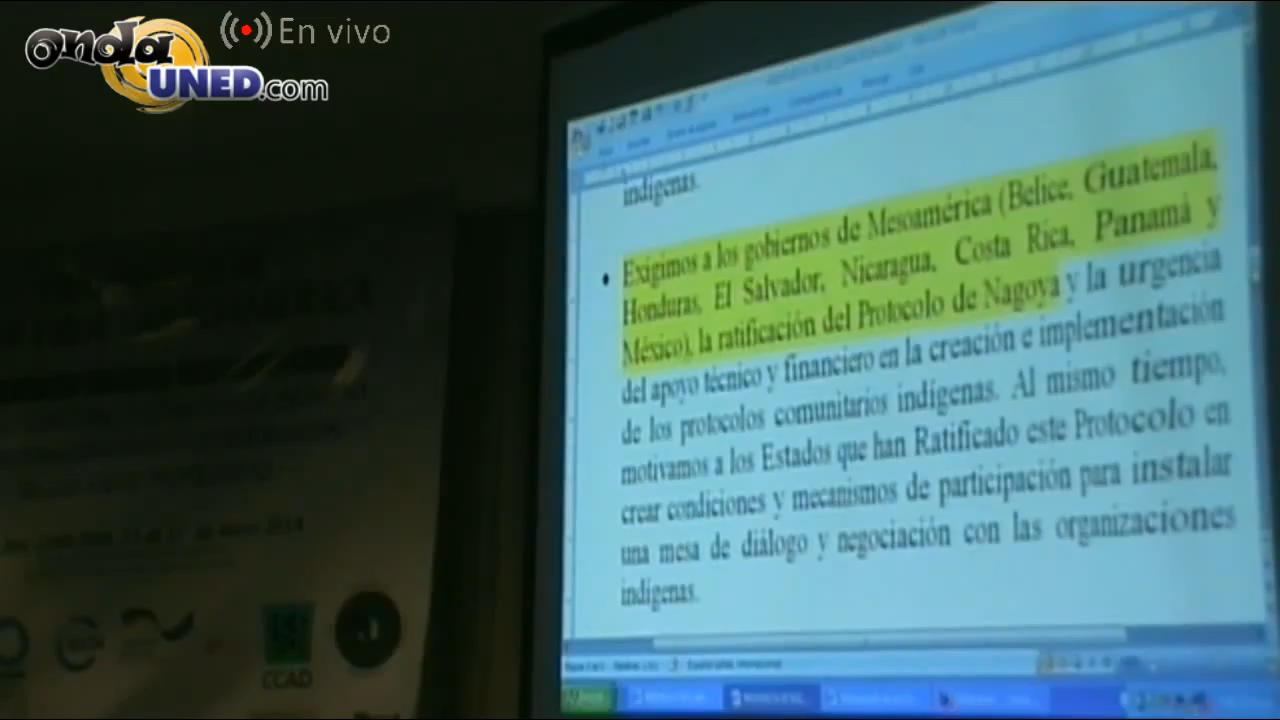 onda UNED.com
En vivo
indígenas.
• Exigimos a los gobiernos de Mesoamérica (Belice, Guatemala,
Honduras, El Salvador, Nicaragua, Costa Rica, Panamá y
México), la ratificación del Protocolo de Nagoya y la urgencia
del apoyo técnico y financiero en la creación e implementación
de los protocolos comunitarios indígenas. Al mismo tiempo,
motivamos a los Estados que han Ratificado este Protocolo en
crear condiciones y mecanismos de participación para instalar
una mesa de diálogo y negociación con las organizaciones
indígenas.
CCAD